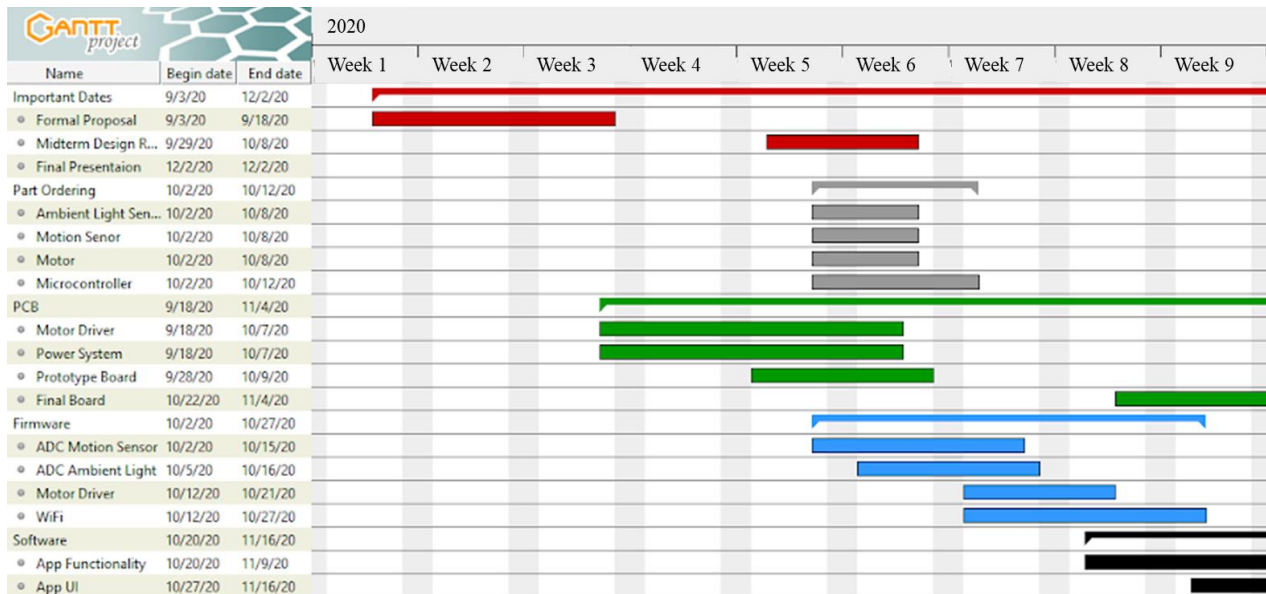 GANTT
project
2020
Name Begin date End date Week 1 Week 2 Week 3 Week 4 Week 5 Week 6 Week 7 Week 8 Week 9
Important Dates 9/3/20 12/2/20
Formal Proposal 9/3/20 9/18/20
Midterm Design R... 9/29/20 10/8/20
Final Presentaion 12/2/20 12/2/20
Part Ordering 10/2/20 10/12/20
Ambient Light Sen... 10/2/20 10/8/20
Motion Senor 10/2/20 10/8/20
Motor 10/2/20 10/8/20
Microcontroller 10/2/20 10/12/20
PCB 9/18/20 11/4/20
Motor Driver 9/18/20 10/7/20
Power System 9/18/20 10/7/20
Prototype Board 9/28/20 10/9/20
Final Board 10/22/20 11/4/20
Firmware 10/2/20 10/27/20
ADC Motion Sensor 10/2/20 10/15/20
ADC Ambient Light 10/5/20 10/16/20
Motor Driver 10/12/20 10/21/20
WiFi 10/12/20 10/27/20
Software 10/20/20 11/16/20
App Functionality 10/20/20 11/9/20
App UI 10/27/20 11/16/20